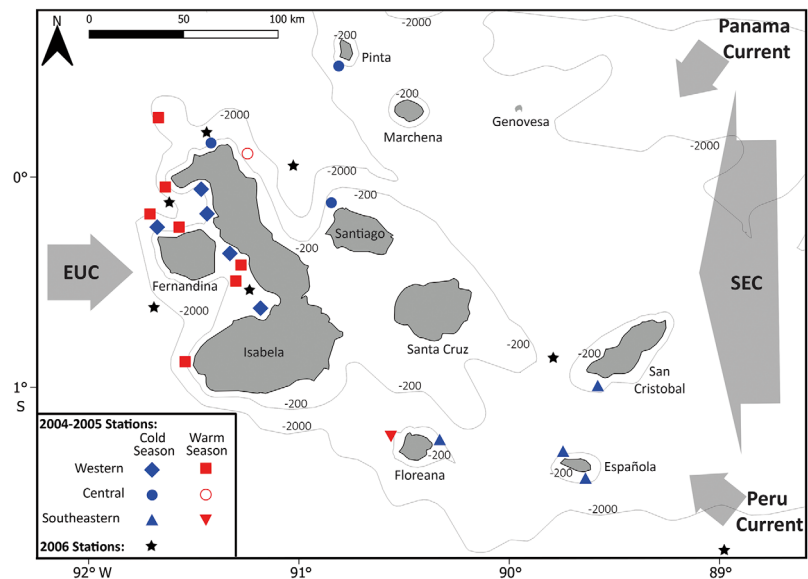 N
0 50 100 km
-2000
Panama
Current
-200
Pinta
-200
Marchena
Genovesa
-2000
-2000
-2000
0°
-200
Santiago
-200
EUC
Fernandina
SEC
-2000
Isabela
Santa Cruz
-200
-200
San
Cristobal
1°
S
-200
-200
-2000
-200
Floreana
-200
Española
-2000
Peru
Current
2004-2005 Stations:
Cold
Season
Warm
Season
Western
Central
Southeastern
2006 Stations:
92° W 91° 90° 89°